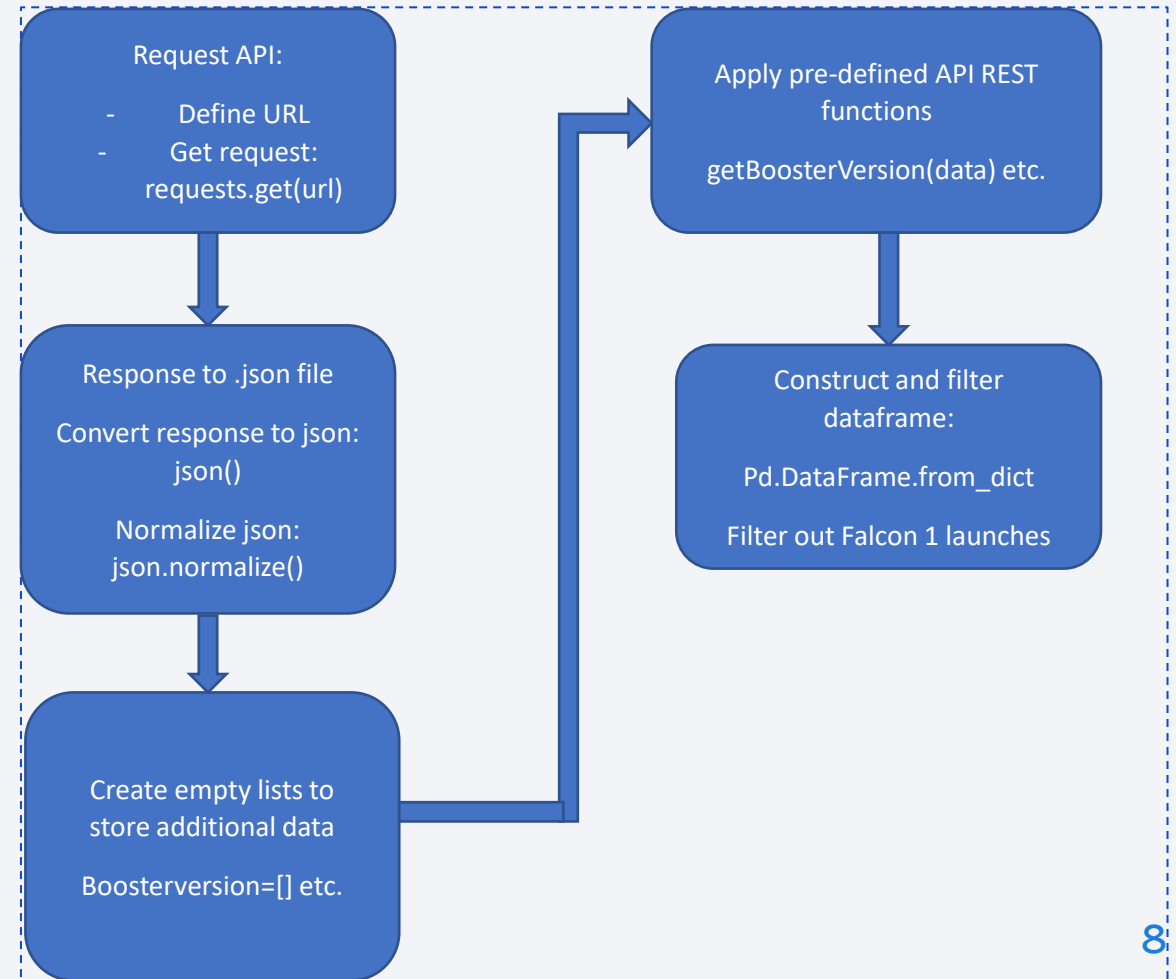 Request API:
- Define URL
- Get request:
requests.get(url)
Response to .json file
Convert response to json:
json()
Normalize json:
json.normalize()
Create empty lists to
store additional data
Boosterversion=[] etc.
Apply pre-defined API REST
functions
getBoosterVersion(data) etc.
Construct and filter
dataframe:
Pd.DataFrame.from_dict
Filter out Falcon 1 launches
8